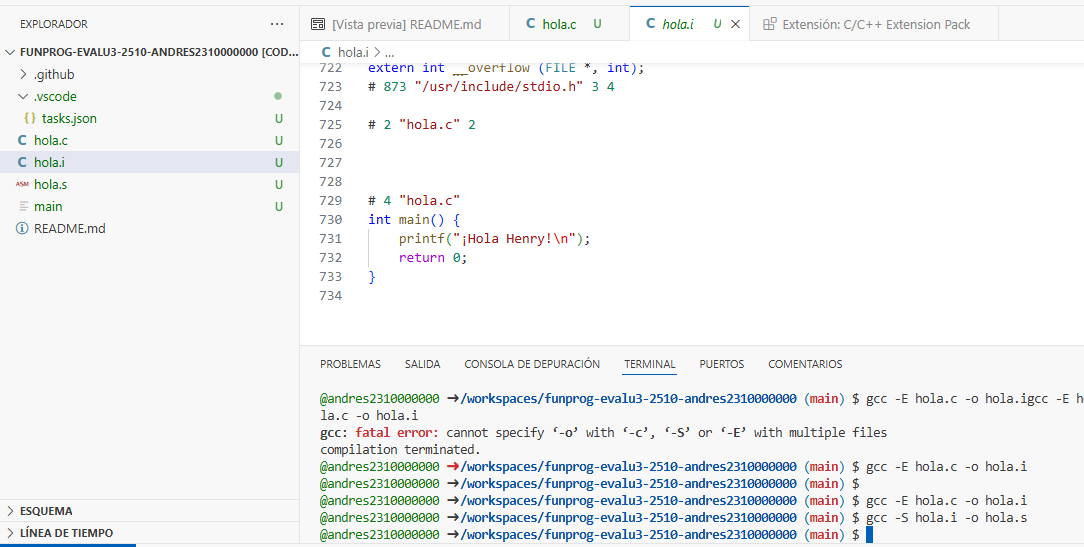 EXPLORADOR ···
FUNPROG-EVALU3-2510-ANDRES2310000000 [COD...
.github
.vscode
{} tasks.json U
C hola.c U
C hola.i U
ASM hola.s U
main U
README.md
ESQUEMA
LÍNEA DE TIEMPO
[Vista previa] README.md
C hola.c U
C hola.i U ×
Extensión: C/C++ Extension Pack
C hola.i > ...
722 extern int __overflow (FILE *, int);
723 # 873 "/usr/include/stdio.h" 3 4
724
725 # 2 "hola.c" 2
726
727
728
729 # 4 "hola.c"
730 int main() {
731 printf("¡Hola Henry!\n");
732 return 0;
733 }
734
PROBLEMAS SALIDA CONSOLA DE DEPURACIÓN TERMINAL PUERTOS COMENTARIOS
@andres2310000000 ➜/workspaces/funprog-evalu3-2510-andres2310000000 (main) $ gcc -E hola.c -o hola.igcc -E h
la.c -o hola.i
gcc: fatal error: cannot specify ‘-o’ with ‘-c’, ‘-S’ or ‘-E’ with multiple files
compilation terminated.
@andres2310000000 ➜/workspaces/funprog-evalu3-2510-andres2310000000 (main) $ gcc -E hola.c -o hola.i
@andres2310000000 ➜/workspaces/funprog-evalu3-2510-andres2310000000 (main) $
@andres2310000000 ➜/workspaces/funprog-evalu3-2510-andres2310000000 (main) $ gcc -E hola.c -o hola.i
@andres2310000000 ➜/workspaces/funprog-evalu3-2510-andres2310000000 (main) $ gcc -S hola.i -o hola.s
@andres2310000000 ➜/workspaces/funprog-evalu3-2510-andres2310000000 (main) $